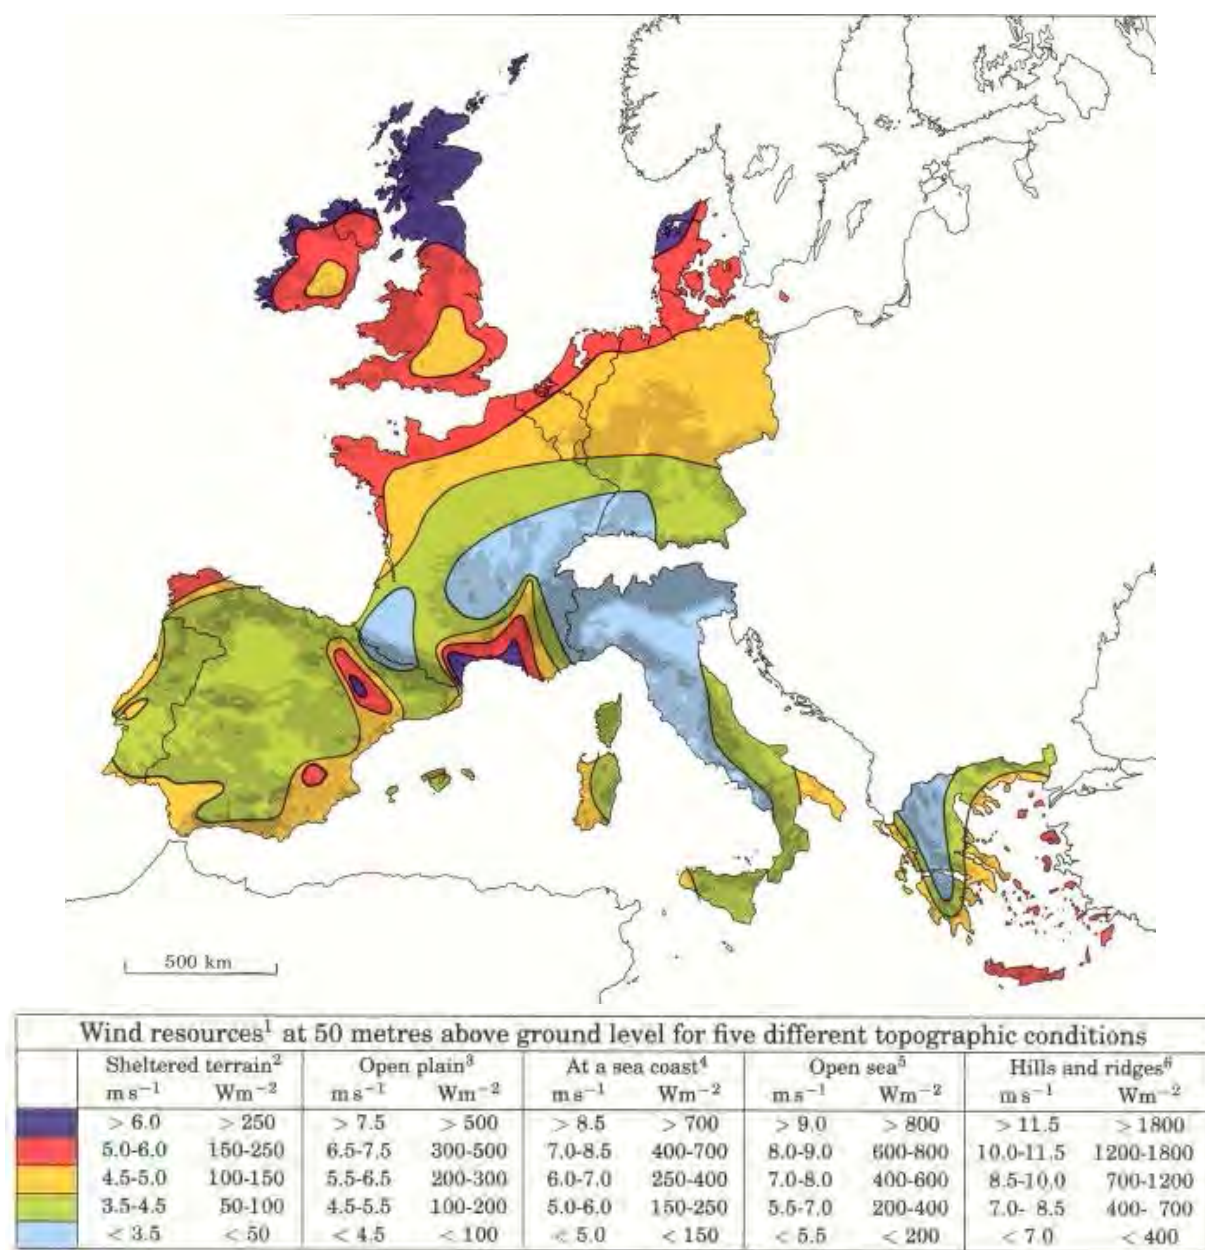 500 km
Wind resources¹ at 50 metres above ground level for five different topographic conditions
Sheltered terrain² Open plain³ At a sea coast⁴ Open sea⁵ Hills and ridges⁶
m s⁻¹ Wm⁻² m s⁻¹ Wm⁻² m s⁻¹ Wm⁻² m s⁻¹ Wm⁻² m s⁻¹ Wm⁻²
> 6.0 > 250 > 7.5 > 500 > 8.5 > 700 > 9.0 > 800 > 11.5 > 1800
5.0-6.0 150-250 6.5-7.5 300-500 7.0-8.5 400-700 8.0-9.0 600-800 10.0-11.5 1200-1800
4.5-5.0 100-150 5.5-6.5 200-300 6.0-7.0 250-400 7.0-8.0 400-600 8.5-10.0 700-1200
3.5-4.5 50-100 4.5-5.5 100-200 5.0-6.0 150-250 5.5-7.0 200-400 7.0- 8.5 400- 700
< 3.5 < 50 < 4.5 < 100 < 5.0 < 150 < 5.5 < 200 < 7.0 < 400